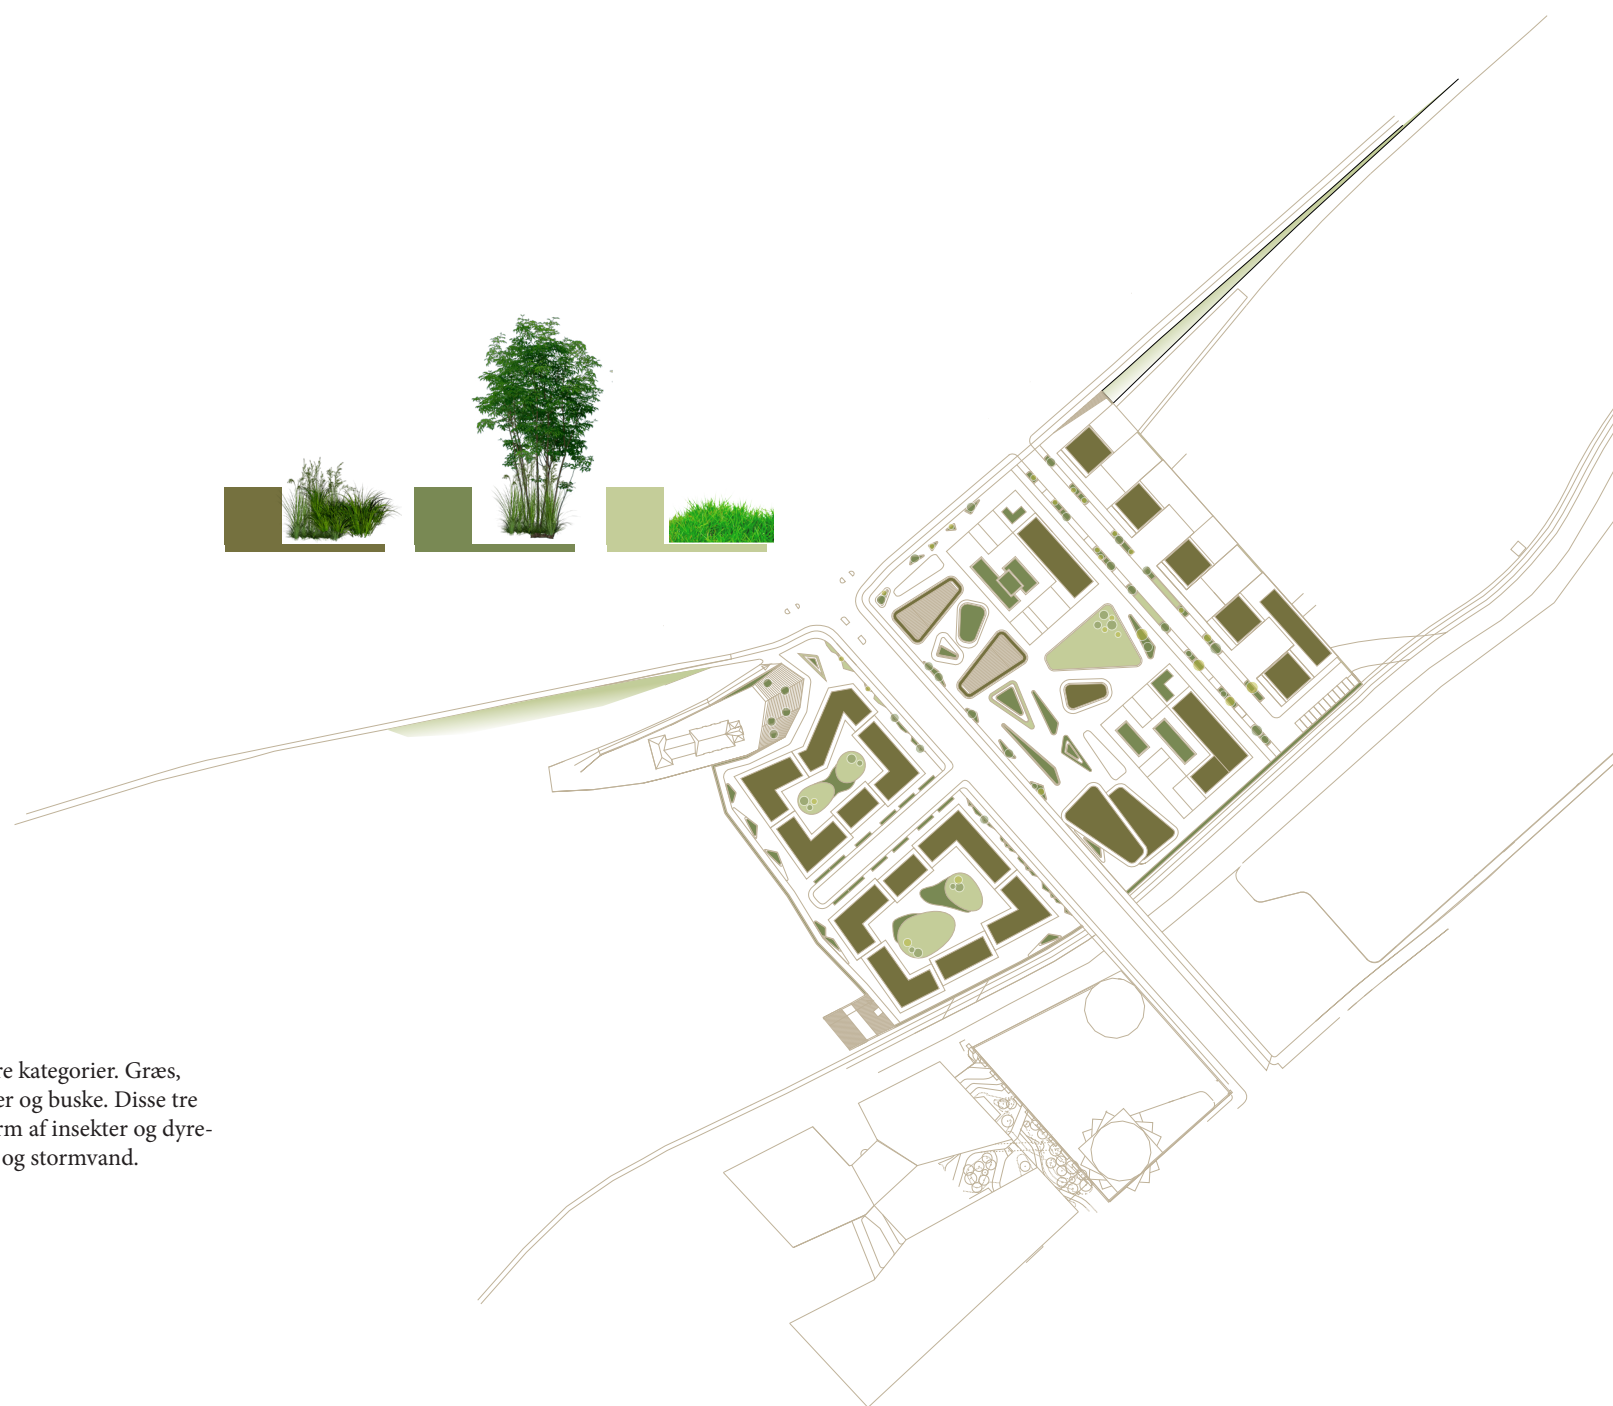 re kategorier. Græs,
er og buske. Disse tre
rm af insekter og dyre-
og stormvand.